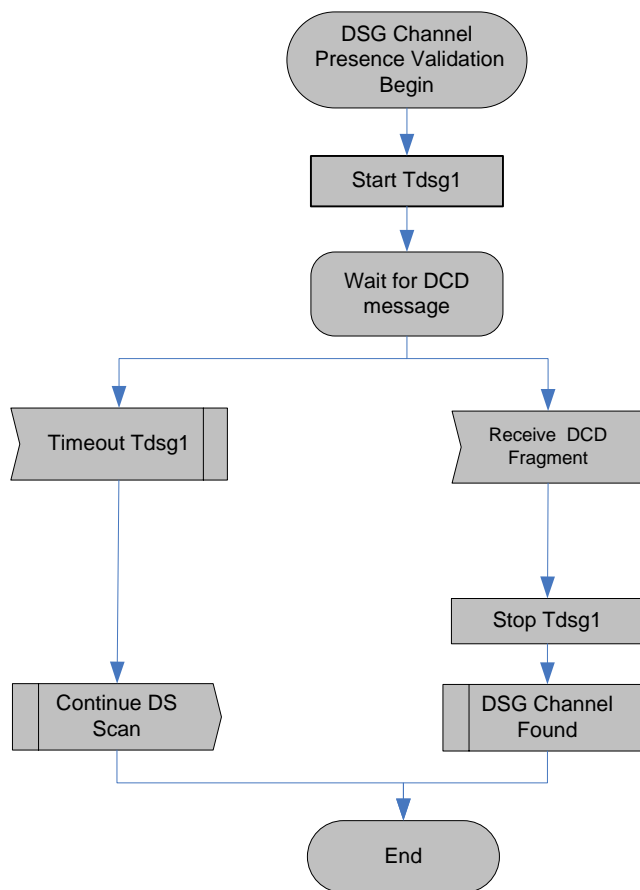 DSG Channel
Presence Validation
Begin
Start Tdsg1
Wait for DCD
message
Timeout Tdsg1
Receive DCD
Fragment
Stop Tdsg1
Continue DS
Scan
DSG Channel
Found
End